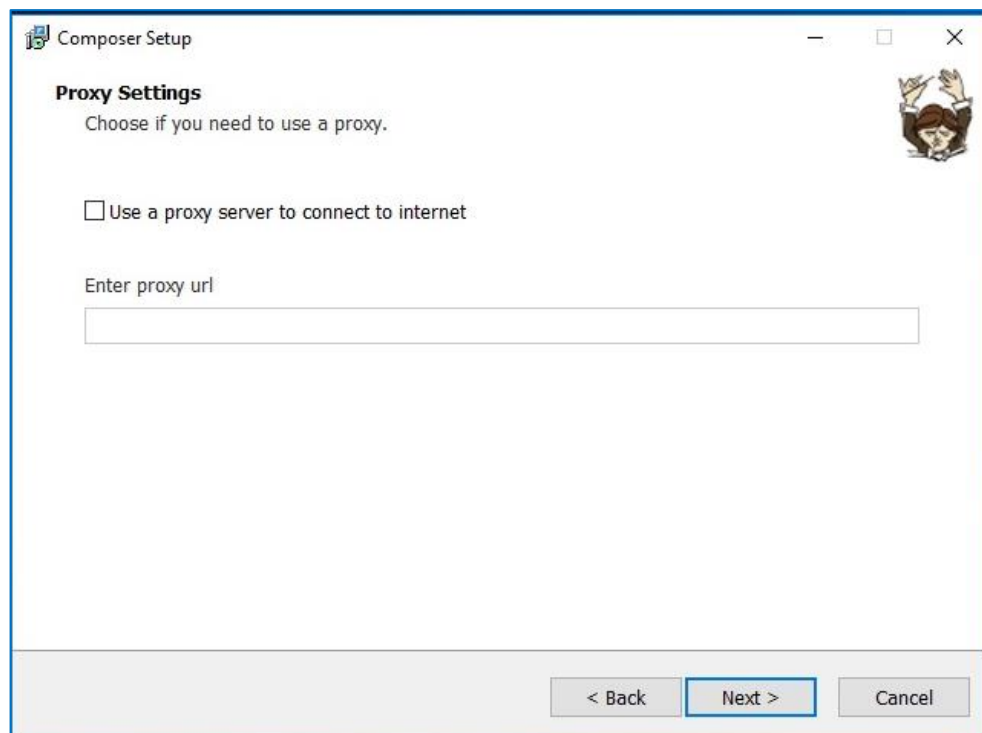 Composer Setup
Proxy Settings
Choose if you need to use a proxy.
Use a proxy server to connect to internet
Enter proxy url
< Back
Next >
Cancel